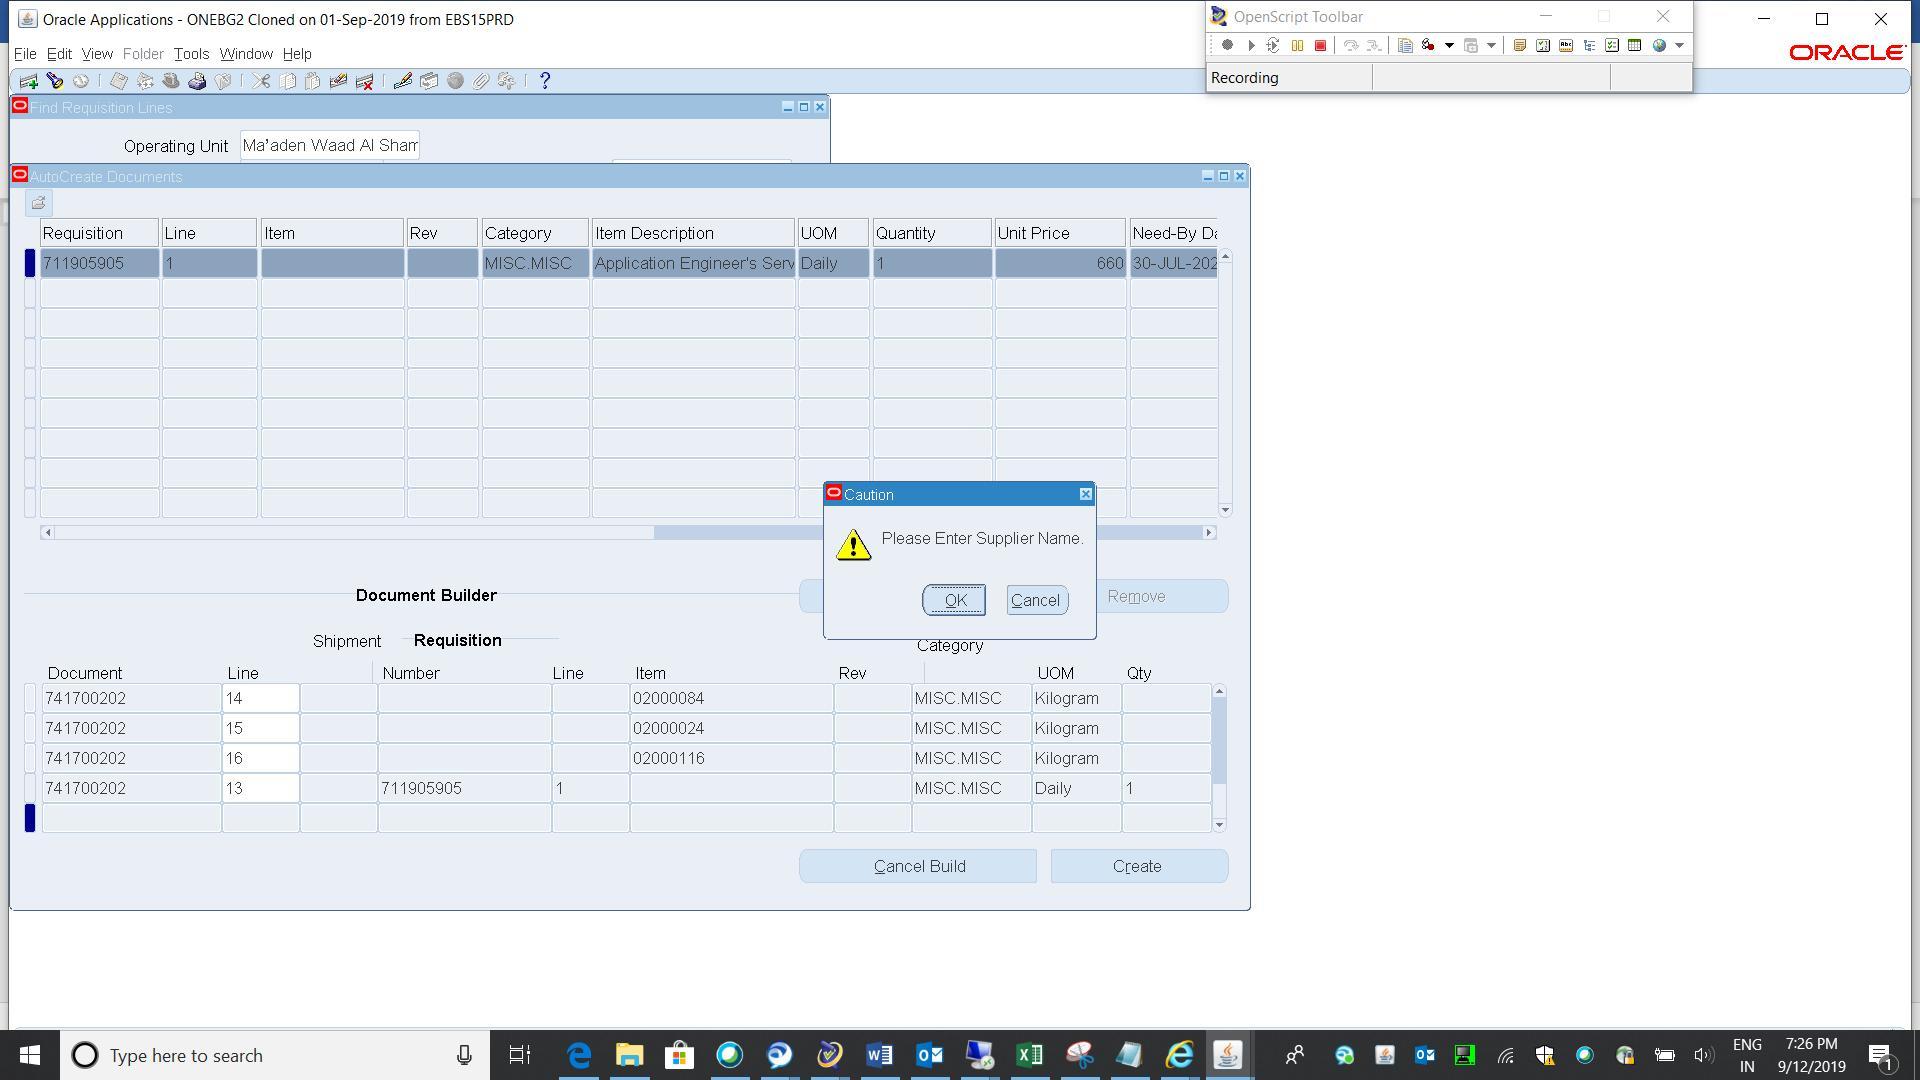 Oracle Applications - ONEBG2 Cloned on 01-Sep-2019 from EBS15PRD
OpenScript Toolbar
File Edit View Folder Tools Window Help
ORACLE
Recording
Find Requisition Lines
Operating Unit Ma'aden Waad Al Sham
AutoCreate Documents
Requisition Line Item Rev Category Item Description UOM Quantity Unit Price Need-By Da
711905905 1 MISC.MISC Application Engineer's Serv Daily 1 660 30-JUL-202
Caution
Please Enter Supplier Name.
OK Cancel
Document Builder
Remove
Shipment Requisition
Category
Document Line Number Line Item Rev UOM Qty
741700202 14 02000084 MISC.MISC Kilogram
741700202 15 02000024 MISC.MISC Kilogram
741700202 16 02000116 MISC.MISC Kilogram
741700202 13 711905905 1 MISC.MISC Daily 1
Cancel Build Create
Type here to search
ENG
IN
7:26 PM
9/12/2019
1